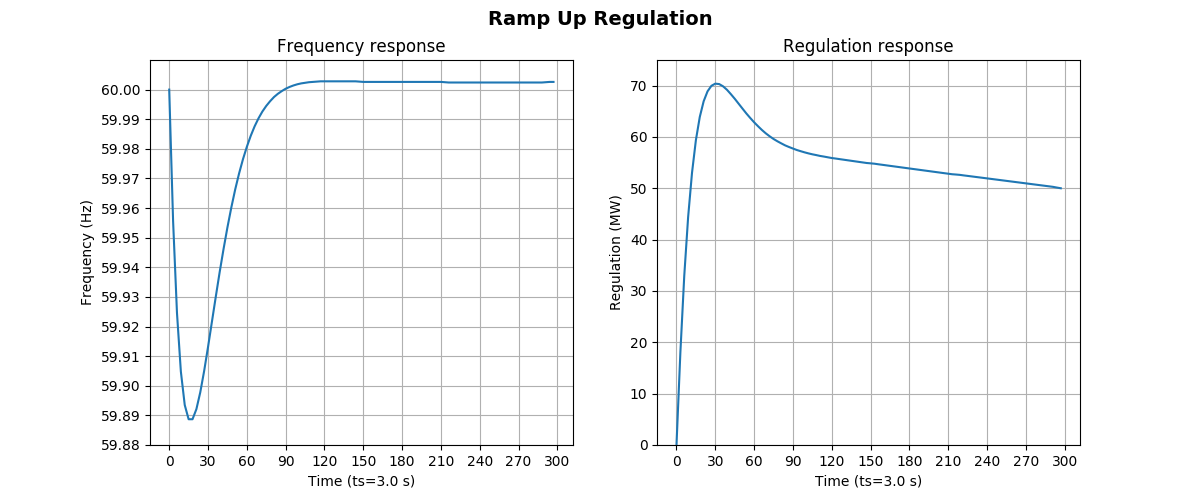 Ramp Up Regulation
Frequency response
Frequency (Hz)
60.00
59.99
59.98
59.97
59.96
59.95
59.94
59.93
59.92
59.91
59.90
59.89
59.88
0 30 60 90 120 150 180 210 240 270 300
Time (ts=3.0 s)
Regulation response
Regulation (MW)
70
60
50
40
30
20
10
0
0 30 60 90 120 150 180 210 240 270 300
Time (ts=3.0 s)